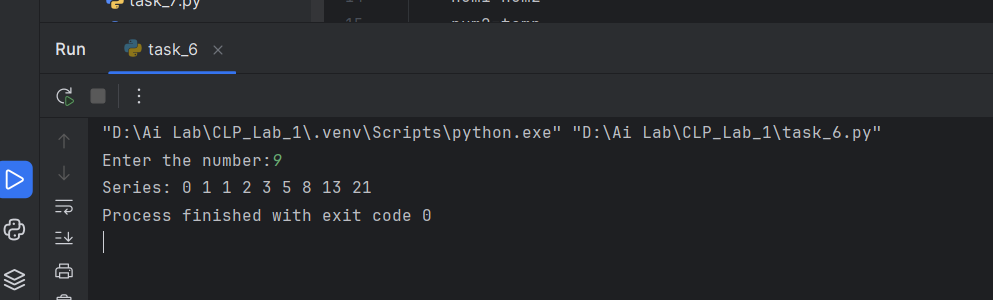 task_7.py
Run
task_6
"D:\Ai Lab\CLP_Lab_1\.venv\Scripts\python.exe" "D:\Ai Lab\CLP_Lab_1\task_6.py"
Enter the number:9
Series: 0 1 1 2 3 5 8 13 21
Process finished with exit code 0